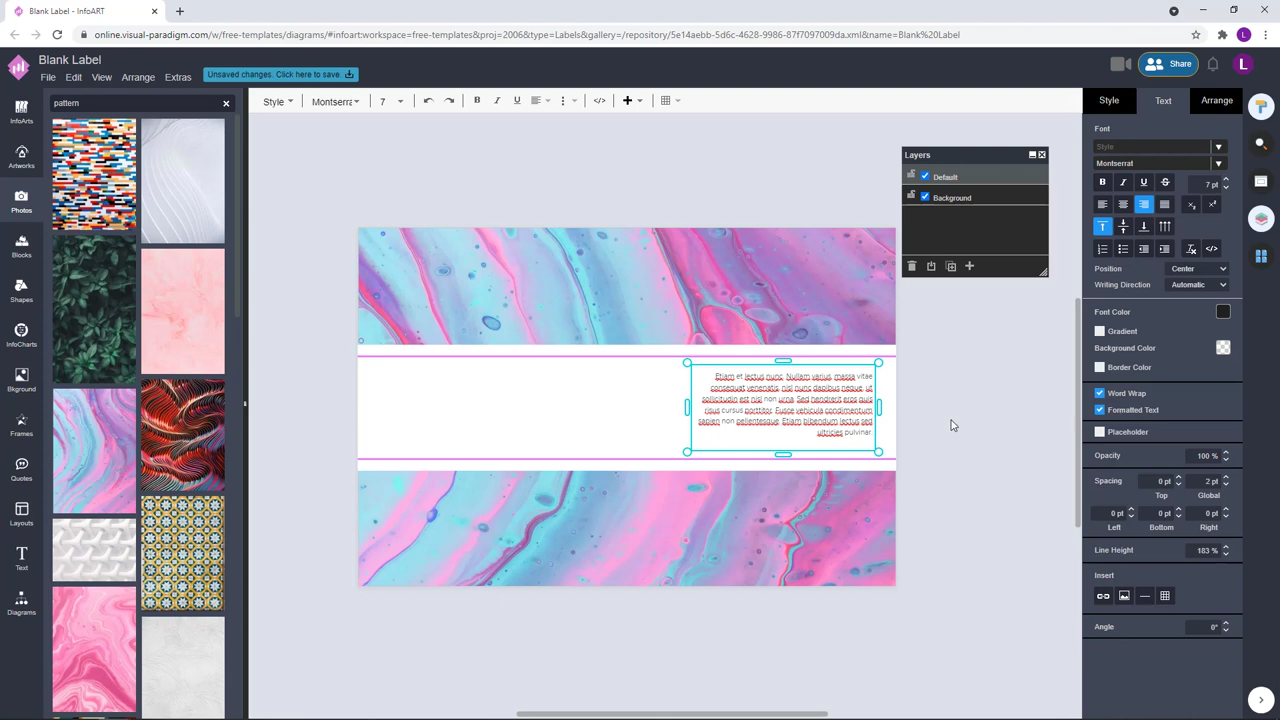 Blank Label - InfoART
online.visual-paradigm.com/w/free-templates/diagrams/#infoart:workspace=free-templates&proj=2006&type=Labels&gallery=/repository/5e14aebb-5d6c-4628-9986-87f7097009da.xml&name=Blank%20Label
L
Blank Label
File Edit View Arrange Extras Unsaved changes. Click here to save.
Share L
pattern
Style Montserra 7 B I U
Style Text Arrange
InfoArts
Artworks
Photos
Blocks
Shapes
InfoCharts
Bkground
Frames
Quotes
Layouts
Text
Diagrams
Layers
Default
Background
Etiam et lectus nunc. Nullam varius, massa vitae
consequat venenatis, nisl nunc dapibus neque, ut
sollicitudin est nisl non urna. Sed hendrerit eros quis
risus cursus porttitor. Fusce vehicula condimentum
sapien non pellentesque. Etiam bibendum lectus sed
ultricies pulvinar.
Font
Style
Montserrat
B I U S 7 pt
Position Center
Writing Direction Automatic
Font Color
Gradient
Background Color
Border Color
Word Wrap
Formatted Text
Placeholder
Opacity 100 %
Spacing 0 pt 2 pt
Top Global
0 pt 0 pt 0 pt
Left Bottom Right
Line Height 183 %
Insert
Angle 0°